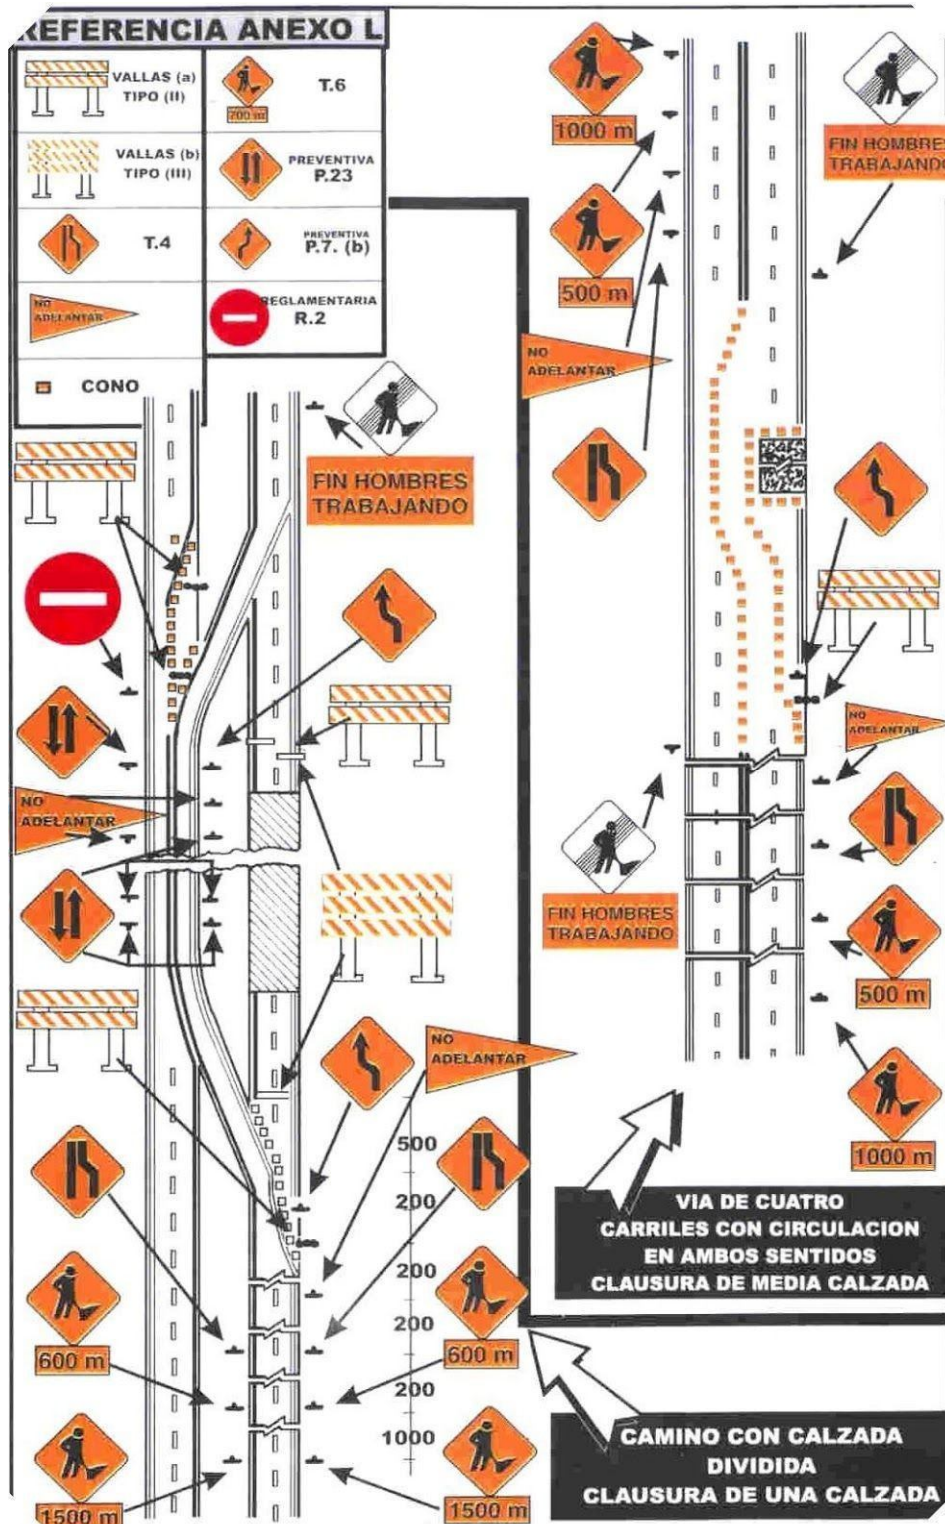 REFERENCIA ANEXO L
VALLAS (a)
TIPO (II)
T.6
700 m
VALLAS (b)
TIPO (III)
PREVENTIVA
P.23
T.4
PREVENTIVA
P.7. (b)
NO
ADELANTAR
REGLAMENTARIA
R.2
CONO
FIN HOMBRES
TRABAJANDO
NO
ADELANTAR
NO
ADELANTAR
500
200
200
200
200
1000
600 m
600 m
1500 m
1500 m
1000 m
FIN HOMBRES
TRABAJANDO
500 m
NO
ADELANTAR
NO
ADELANTAR
FIN HOMBRES
TRABAJANDO
500 m
1000 m
VIA DE CUATRO
CARRILES CON CIRCULACION
EN AMBOS SENTIDOS
CLAUSURA DE MEDIA CALZADA
CAMINO CON CALZADA
DIVIDIDA
CLAUSURA DE UNA CALZADA